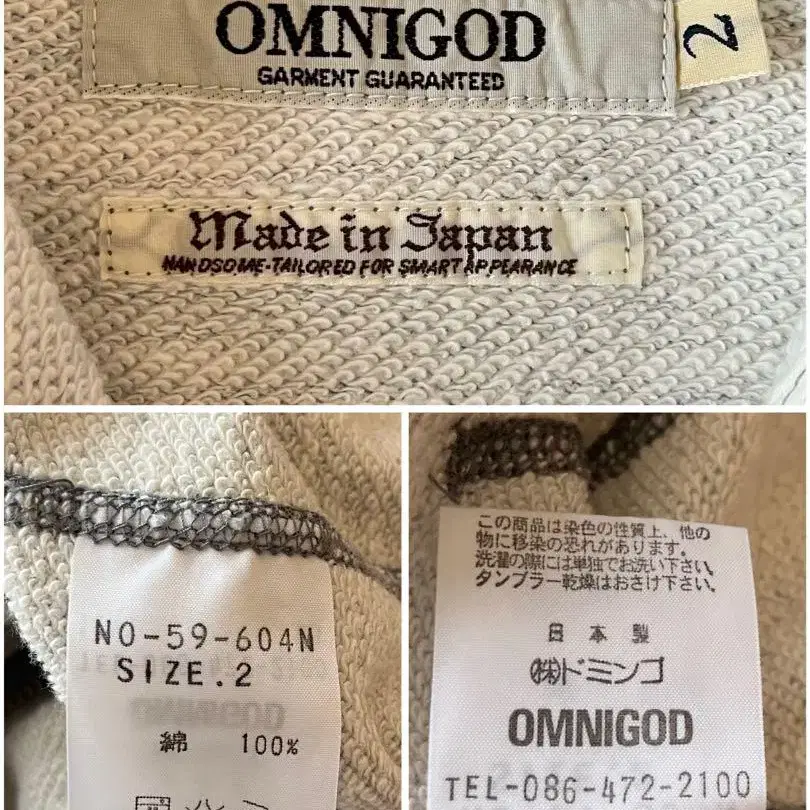 OMNIGOD
GARMENT GUARANTEED
2
Made in Japan
HANDSOME-TAILORED FOR SMART APPEARANCE
NO-59-604N
SIZE.2
綿 100%
この商品は染色の性質上、他の
物に移染の恐れがあります。
洗濯の際には単独でお洗い下さい。
タンブラー乾燥はおさけ下さい。
日本製
㈱ドミンゴ
OMNIGOD
TEL-086-472-2100